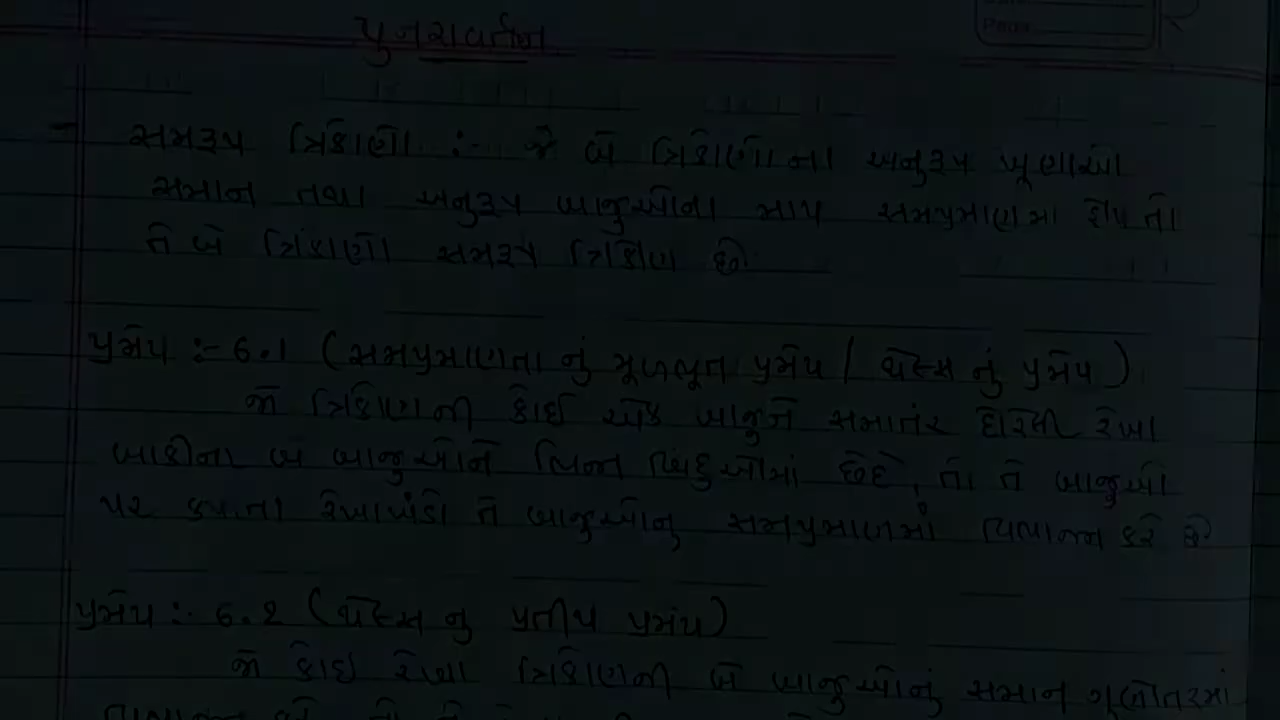 પુનરાવર્તન
Page
- સમરૂપ ત્રિકોણો :- જે બે ત્રિકોણોના અનુરૂપ ખૂણાઓ
સમાન તથા અનુરૂપ બાજુઓના માપ સમપ્રમાણમા હોય તો
તે બે ત્રિકોણો સમરૂપ ત્રિકોણ છે
પ્રમેય :- 6.1 (સમપ્રમાણતા નું મૂળભૂત પ્રમેય / થેલ્સ નું પ્રમેય)
જો ત્રિકોણની કોઇ એક બાજુને સમાતંર દોરેલી રેખા
બાકીના બે બાજુઓને ભિન્ન બિંદુઓમાં છેદે, તો તે બાજુઓ
પર કપાતા રેખાખંડો તે બાજુઓનુ સમપ્રમાણમાં વિભાજન કરે છે
પ્રમેય :- 6.2 (થેલ્સ નુ પ્રતીપ પ્રમેય)
જો કોઇ રેખા ત્રિકોણની બે બાજુઓનું સમાન ગુણોતરમાં